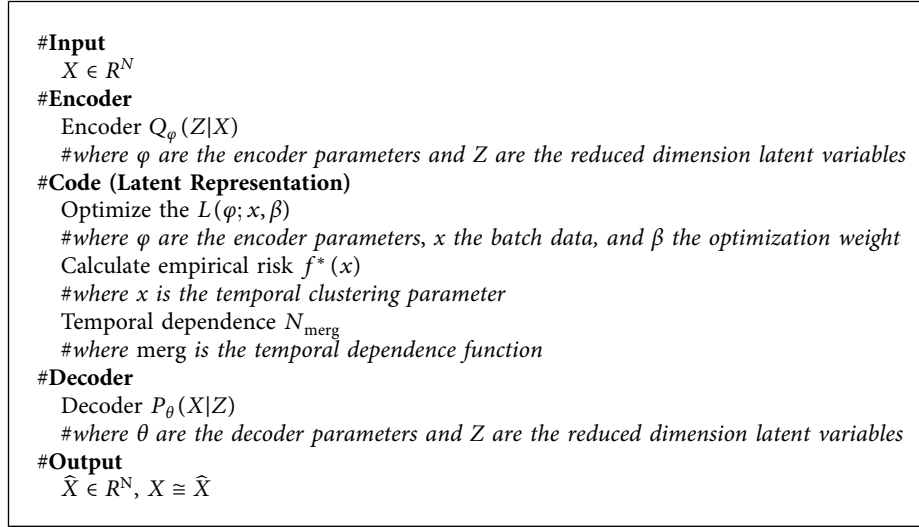 #Input
X ∈ R^N
#Encoder
Encoder Q_φ (Z|X)
#where φ are the encoder parameters and Z are the reduced dimension latent variables
#Code (Latent Representation)
Optimize the L(φ; x, β)
#where φ are the encoder parameters, x the batch data, and β the optimization weight
Calculate empirical risk f*(x)
#where x is the temporal clustering parameter
Temporal dependence N_merg
#where merg is the temporal dependence function
#Decoder
Decoder P_θ (X|Z)
#where θ are the decoder parameters and Z are the reduced dimension latent variables
#Output
X̂ ∈ R^N, X ≅ X̂